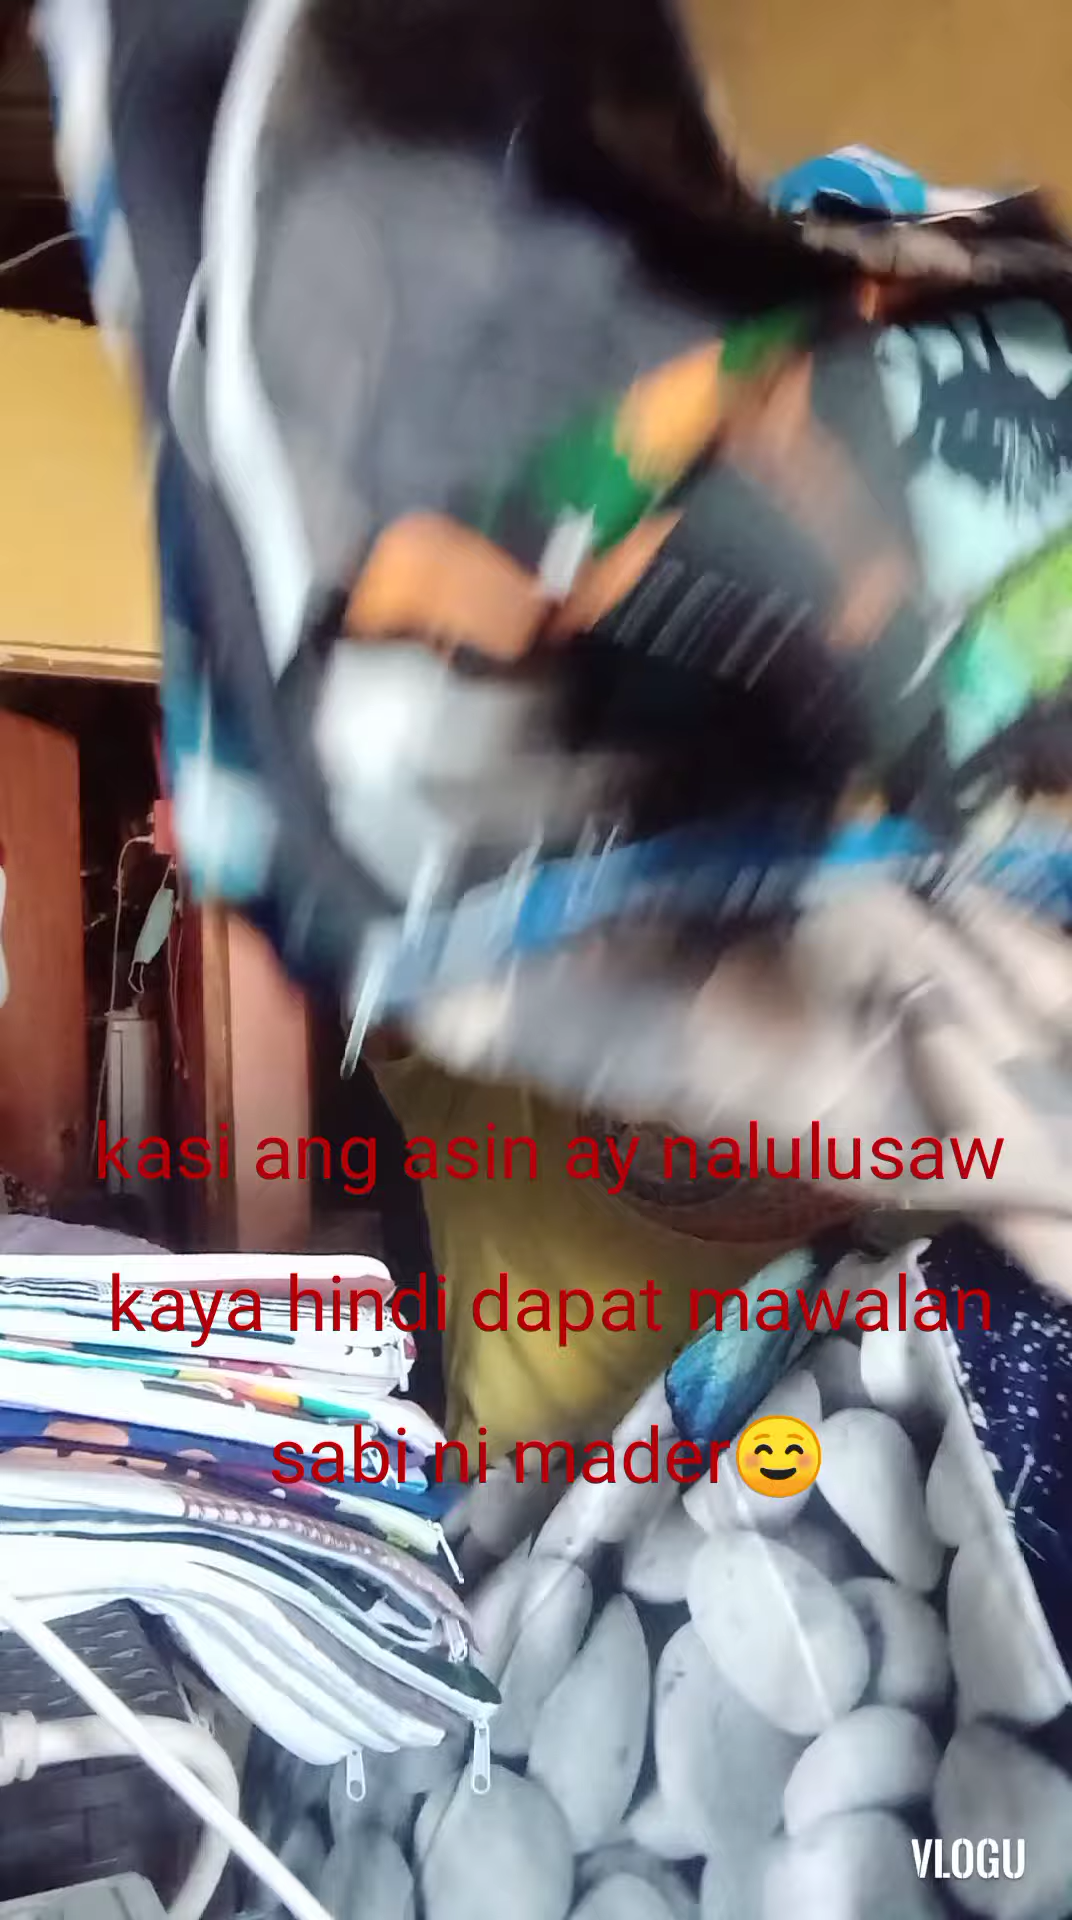 kasi ang asin ay nalulusaw
kaya hindi dapat mawalan
sabi ni mader☺️
VLOGU